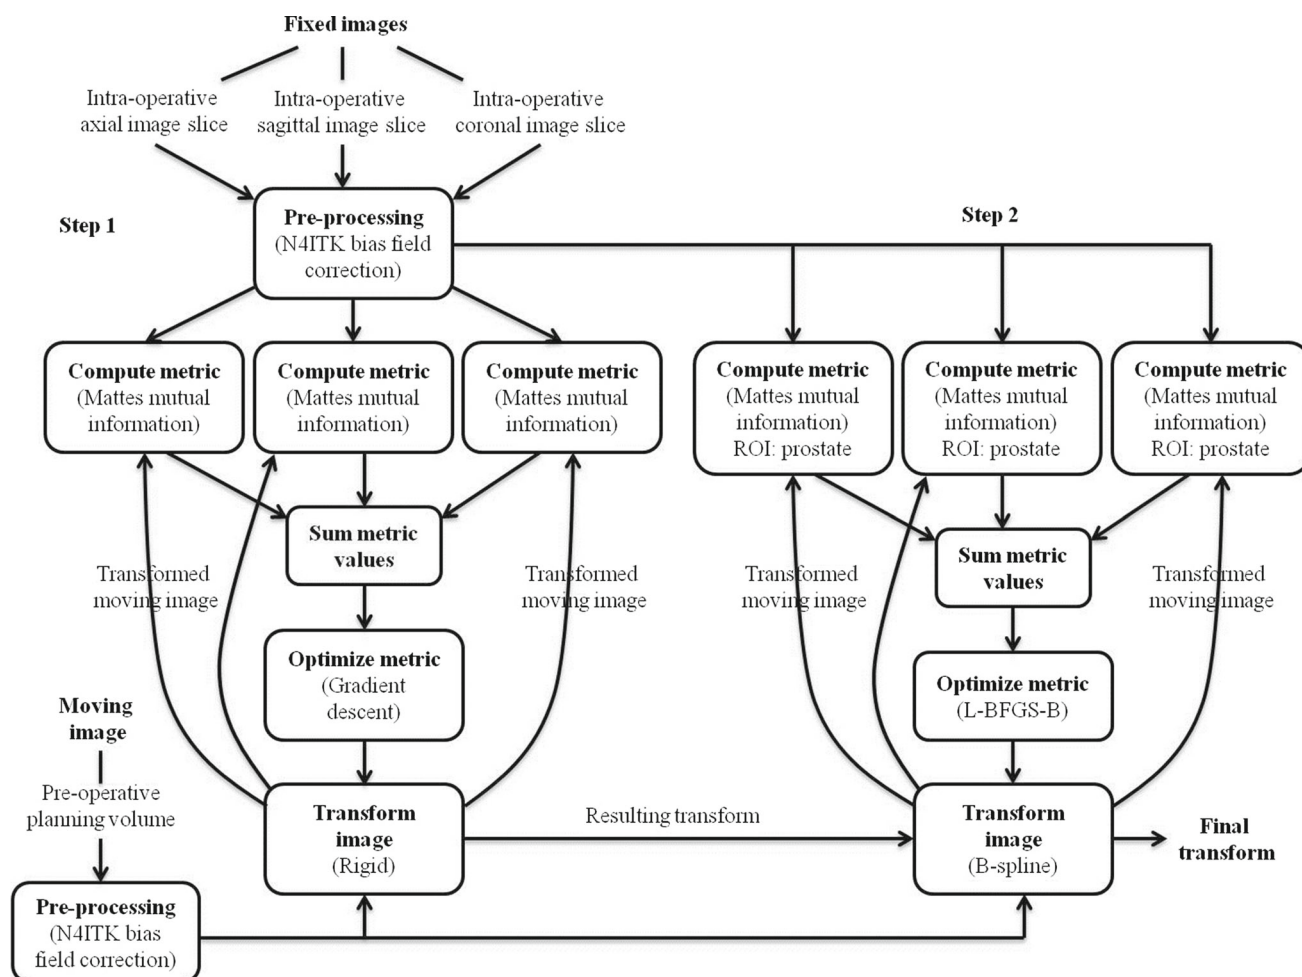 Fixed images
Intra-operative
axial image slice
Intra-operative
sagittal image slice
Intra-operative
coronal image slice
Step 1
Pre-processing
(N4ITK bias field
correction)
Step 2
Compute metric
(Mattes mutual
information)
Compute metric
(Mattes mutual
information)
Compute metric
(Mattes mutual
information)
Compute metric
(Mattes mutual
information)
ROI: prostate
Compute metric
(Mattes mutual
information)
ROI: prostate
Compute metric
(Mattes mutual
information)
ROI: prostate
Sum metric
values
Sum metric
values
Transformed
moving image
Transformed
moving image
Transformed
moving image
Transformed
moving image
Optimize metric
(Gradient
descent)
Optimize metric
(L-BFGS-B)
Moving
image
Pre-operative
planning volume
Transform
image
(Rigid)
Resulting transform
Transform
image
(B-spline)
Final
transform
Pre-processing
(N4ITK bias
field correction)